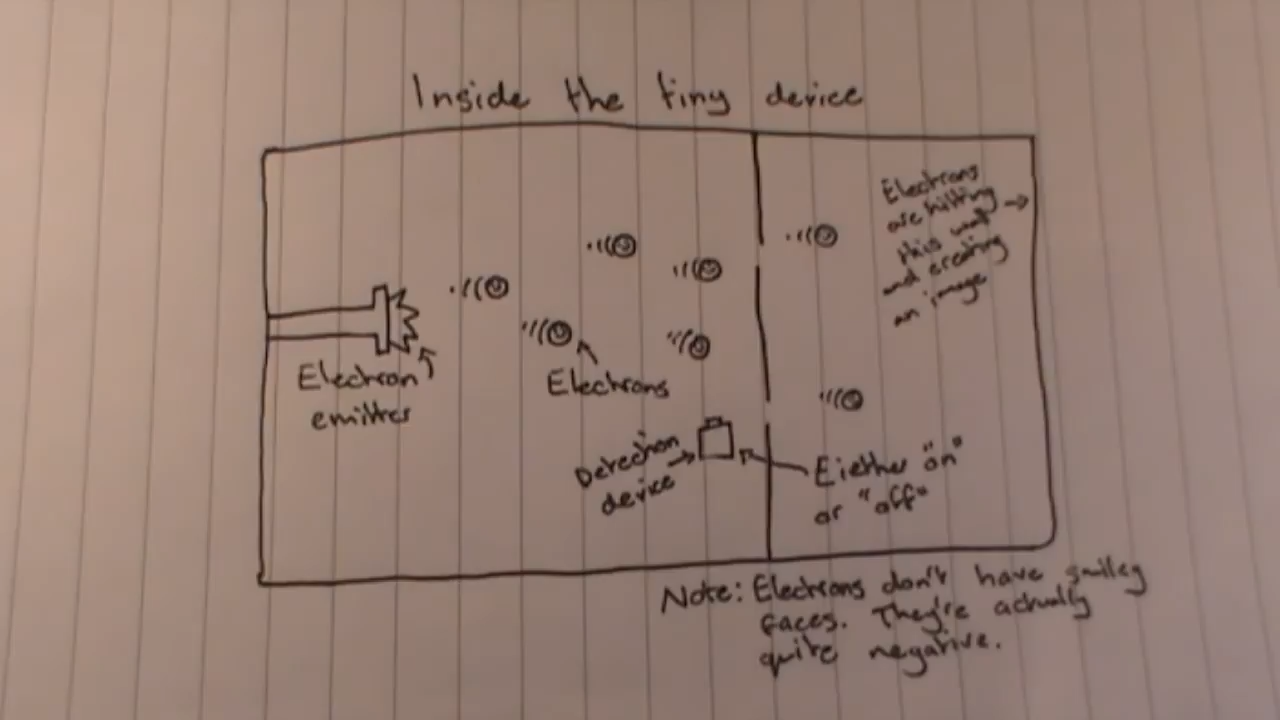 Inside the tiny device
Electrons
are hitting
this wall
and creating
an image
Electron
emitter
Electrons
Detection
device
Eiether "on"
or "off"
Note: Electrons don't have smiley
faces. They're actually
quite negative.